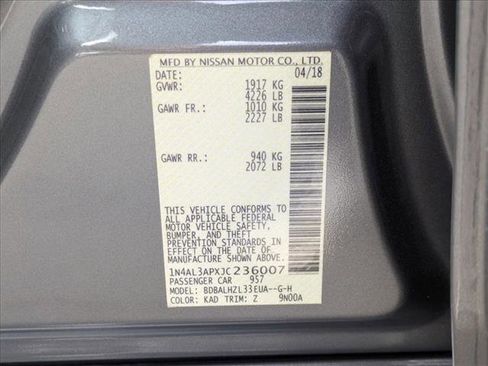 MFD BY NISSAN MOTOR CO., LTD.
DATE: 04/18
GVWR: 1917 KG
4226 LB
GAWR FR.: 1010 KG
2227 LB
GAWR RR.: 940 KG
2072 LB
THIS VEHICLE CONFORMS TO
ALL APPLICABLE FEDERAL
MOTOR VEHICLE SAFETY,
BUMPER, AND THEFT
PREVENTION STANDARDS IN
EFFECT ON THE DATE OF
MANUFACTURE SHOWN ABOVE.
1N4AL3APXJC236007
PASSENGER CAR 957
MODEL: BDBALHZL33EUA--G-H
COLOR: KAD TRIM: Z 9N00A